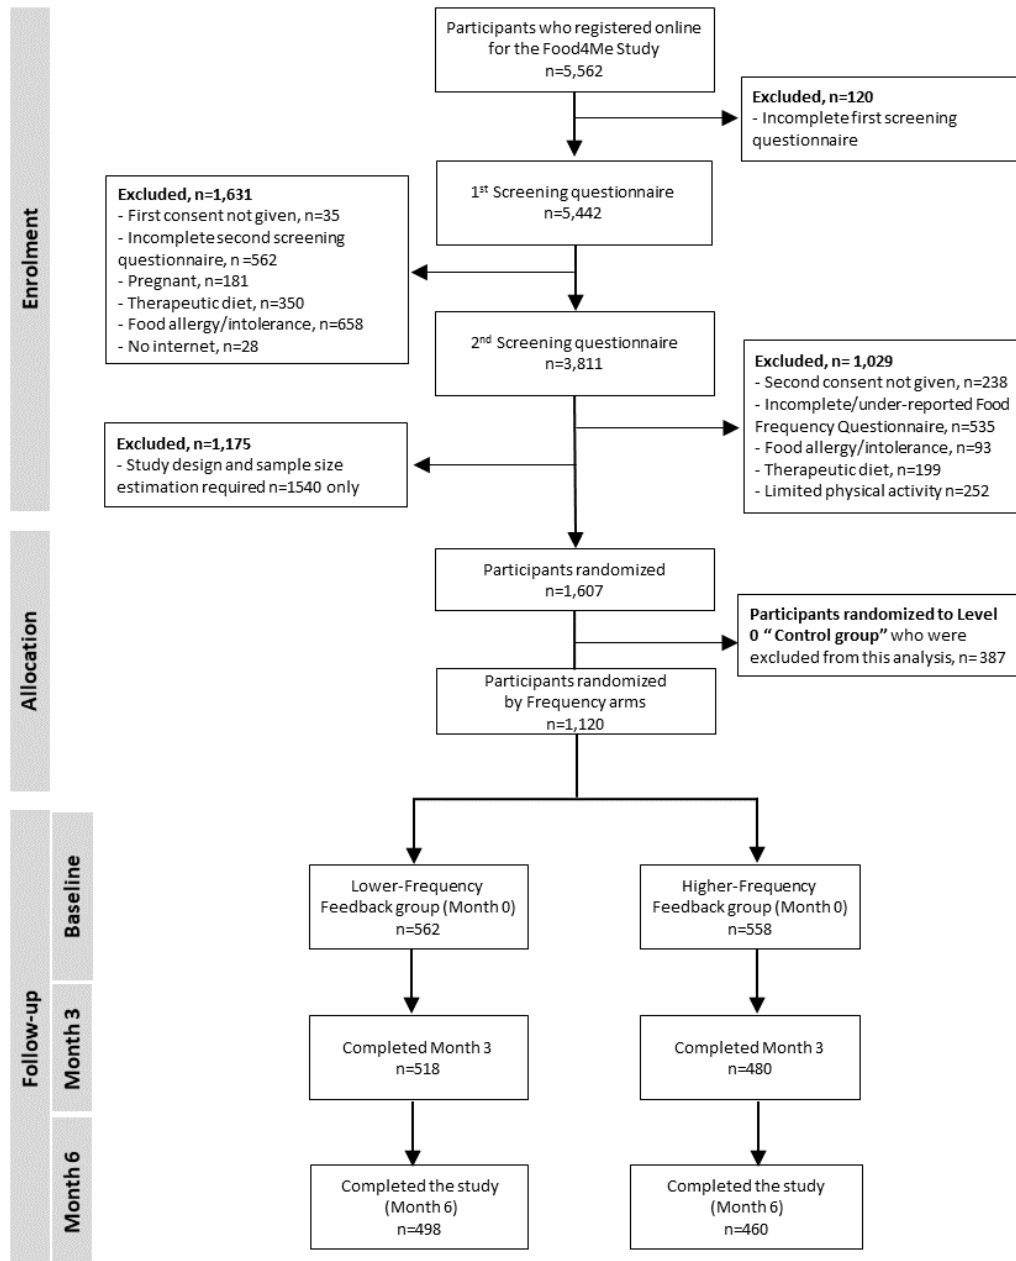 Enrolment
Participants who registered online
for the Food4Me Study
n=5,562
Excluded, n=120
- Incomplete first screening
questionnaire
1st Screening questionnaire
n=5,442
Excluded, n=1,631
- First consent not given, n=35
- Incomplete second screening
questionnaire, n =562
- Pregnant, n=181
- Therapeutic diet, n=350
- Food allergy/intolerance, n=658
- No internet, n=28
2nd Screening questionnaire
n=3,811
Excluded, n= 1,029
- Second consent not given, n=238
- Incomplete/under-reported Food
Frequency Questionnaire, n=535
- Food allergy/intolerance, n=93
- Therapeutic diet, n=199
- Limited physical activity n=252
Excluded, n=1,175
- Study design and sample size
estimation required n=1540 only
Allocation
Participants randomized
n=1,607
Participants randomized to Level
0 “ Control group” who were
excluded from this analysis, n= 387
Participants randomized
by Frequency arms
n=1,120
Follow-up
Baseline
Lower-Frequency
Feedback group (Month 0)
n=562
Higher-Frequency
Feedback group (Month 0)
n=558
Month 3
Completed Month 3
n=518
Completed Month 3
n=480
Month 6
Completed the study
(Month 6)
n=498
Completed the study
(Month 6)
n=460